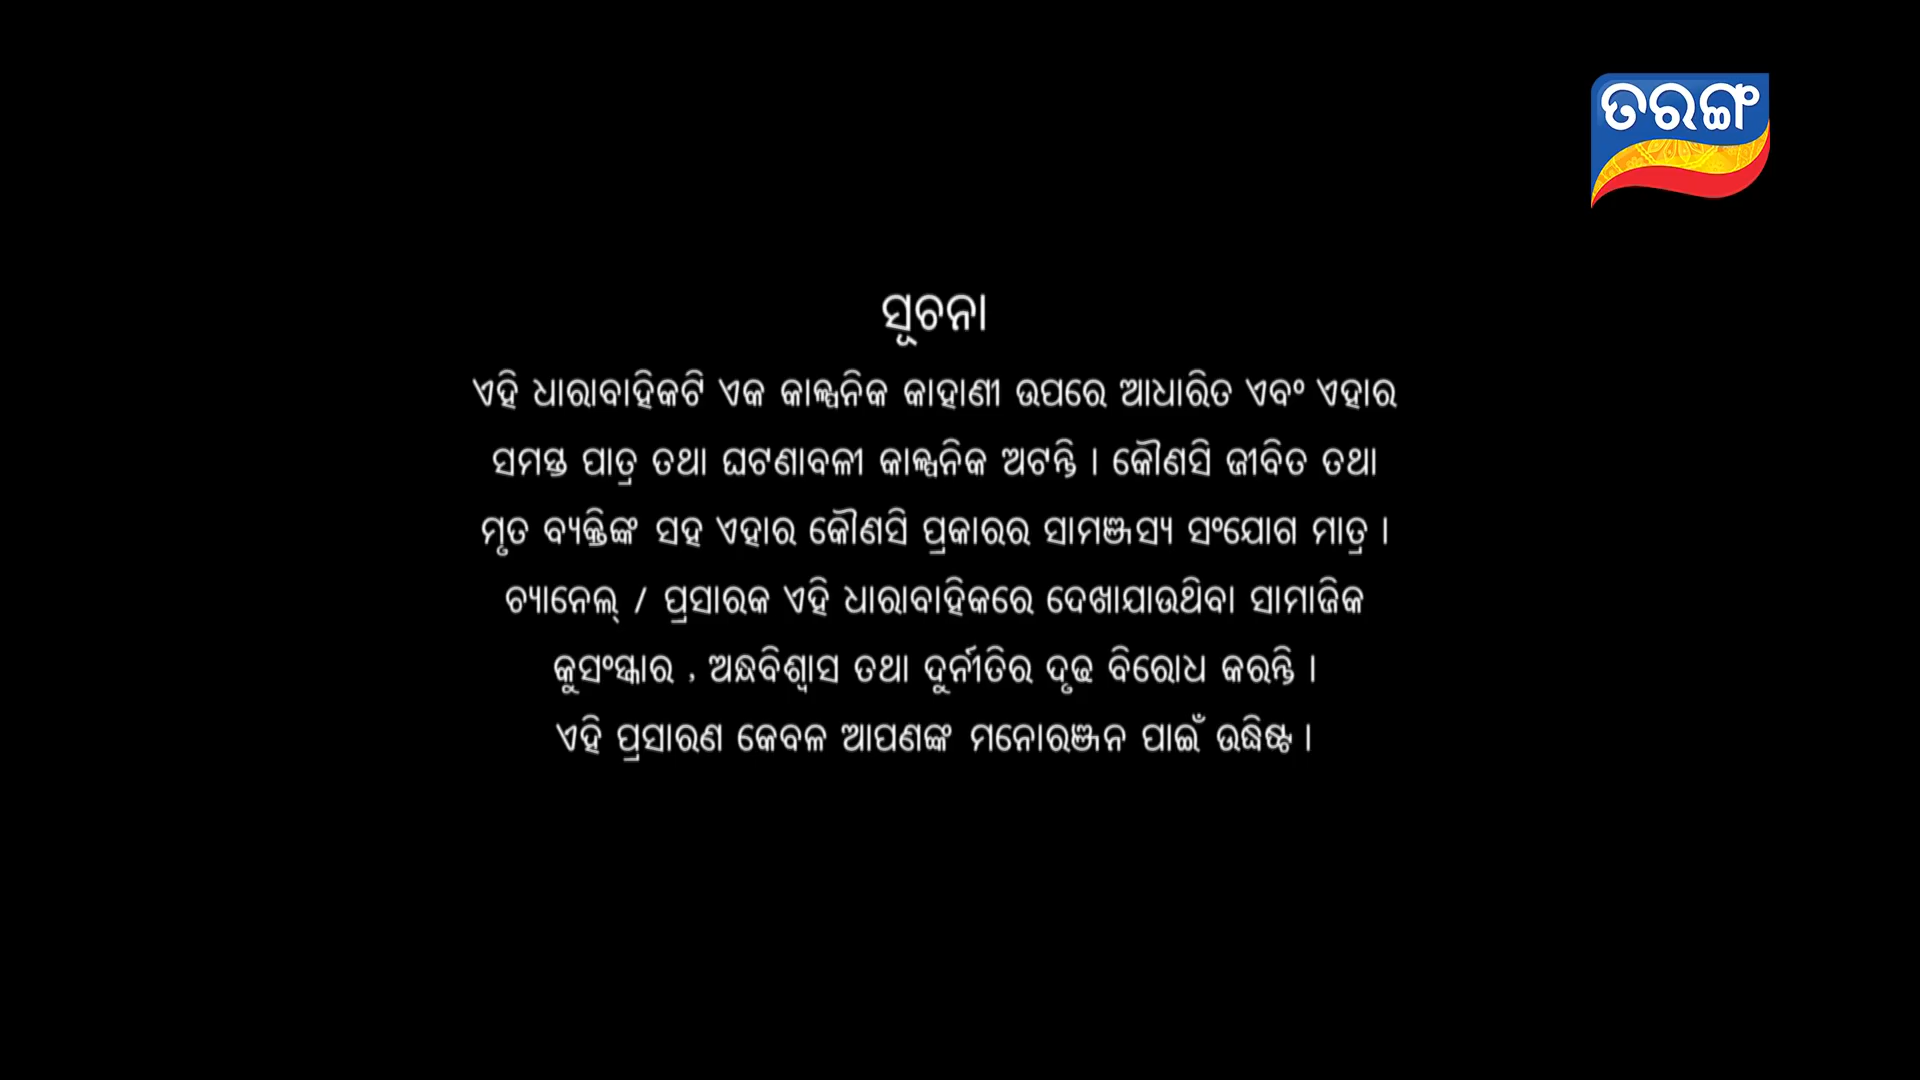 ତରଙ୍ଗ
ସୂଚନା
ଏହି ଧାରାବାହିକଟି ଏକ କାଳ୍ପନିକ କାହାଣୀ ଉପରେ ଆଧାରିତ ଏବଂ ଏହାର
ସମସ୍ତ ପାତ୍ର ତଥା ଘଟଣାବଳୀ କାଳ୍ପନିକ ଅଟନ୍ତି । କୌଣସି ଜୀବିତ ତଥା
ମୃତ ବ୍ୟକ୍ତିଙ୍କ ସହ ଏହାର କୌଣସି ପ୍ରକାରର ସାମଞ୍ଜସ୍ୟ ସଂଯୋଗ ମାତ୍ର ।
ଚ୍ୟାନେଲ୍ / ପ୍ରସାରକ ଏହି ଧାରାବାହିକରେ ଦେଖାଯାଉଥିବା ସାମାଜିକ
କୁସଂସ୍କାର , ଅନ୍ଧବିଶ୍ୱାସ ତଥା ଦୁର୍ନୀତିର ଦୃଢ ବିରୋଧ କରନ୍ତି ।
ଏହି ପ୍ରସାରଣ କେବଳ ଆପଣଙ୍କ ମନୋରଞ୍ଜନ ପାଇଁ ଉଦ୍ଧିଷ୍ଟ ।